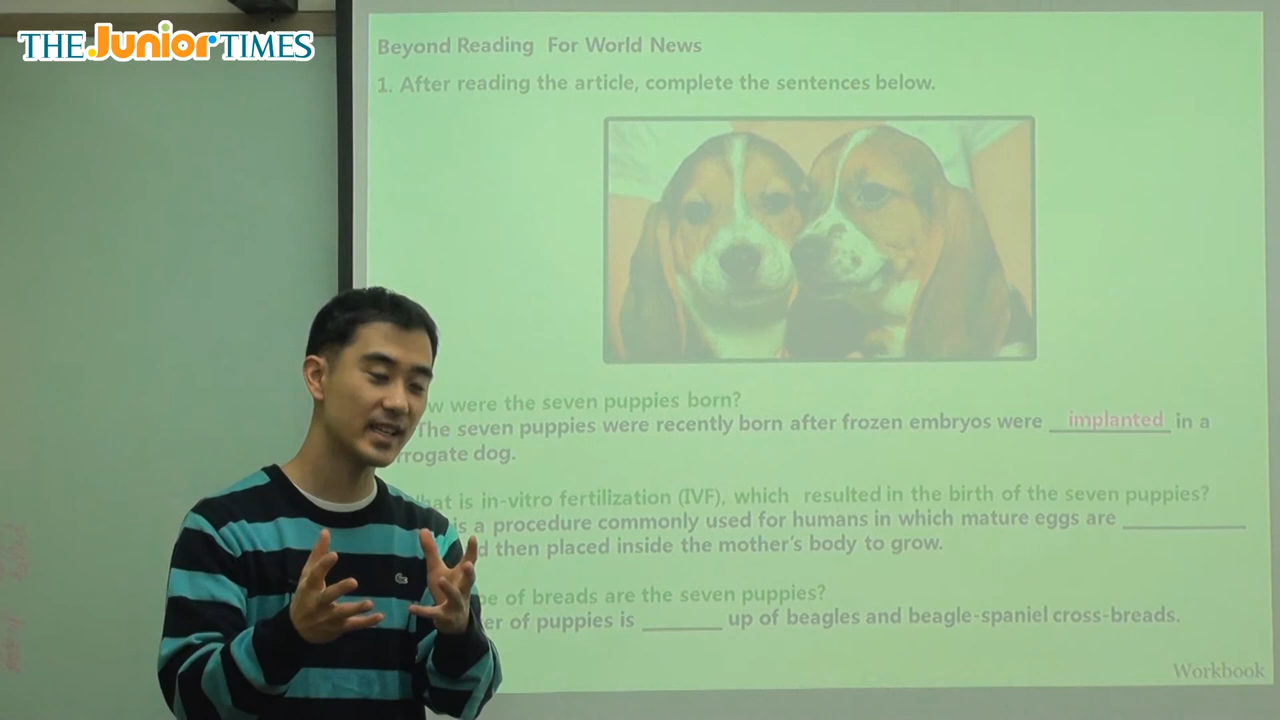 THE Junior TIMES
Beyond Reading For World News
1. After reading the article, complete the sentences below.
were the seven puppies born?
The seven puppies were recently born after frozen embryos were implanted in a
dog.
is in-vitro fertilization (IVF), which resulted in the birth of the seven puppies?
is a procedure commonly used for humans in which mature eggs are ____________
then placed inside the mother's body to grow.
of breads are the seven puppies?
of puppies is ________ up of beagles and beagle-spaniel cross-breads.
Workbook